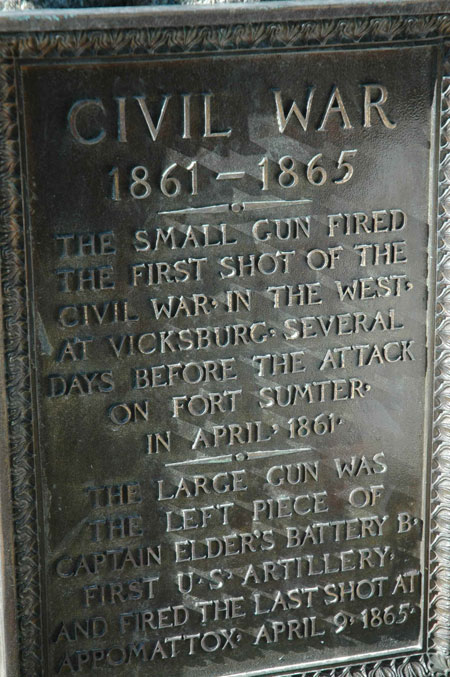 CIVIL WAR
1861–1865
THE SMALL GUN FIRED
THE FIRST SHOT OF THE
CIVIL WAR, IN THE WEST,
AT VICKSBURG, SEVERAL
DAYS BEFORE THE ATTACK
ON FORT SUMTER,
IN APRIL, 1861.
THE LARGE GUN WAS
THE LEFT PIECE OF
CAPTAIN ELDER'S BATTERY B,
FIRST U.S. ARTILLERY,
AND FIRED THE LAST SHOT AT
APPOMATTOX, APRIL 9, 1865.